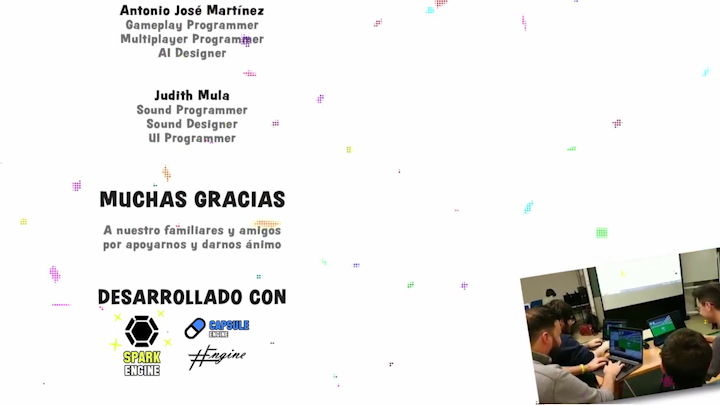 Antonio José Martínez
Gameplay Programmer
Multiplayer Programmer
AI Designer
Judith Mula
Sound Programmer
Sound Designer
UI Programmer
MUCHAS GRACIAS
A nuestro familiares y amigos
por apoyarnos y darnos ánimo
DESARROLLADO CON
SPARK
ENGINE
CAPSULE
ENGINE
#Engine